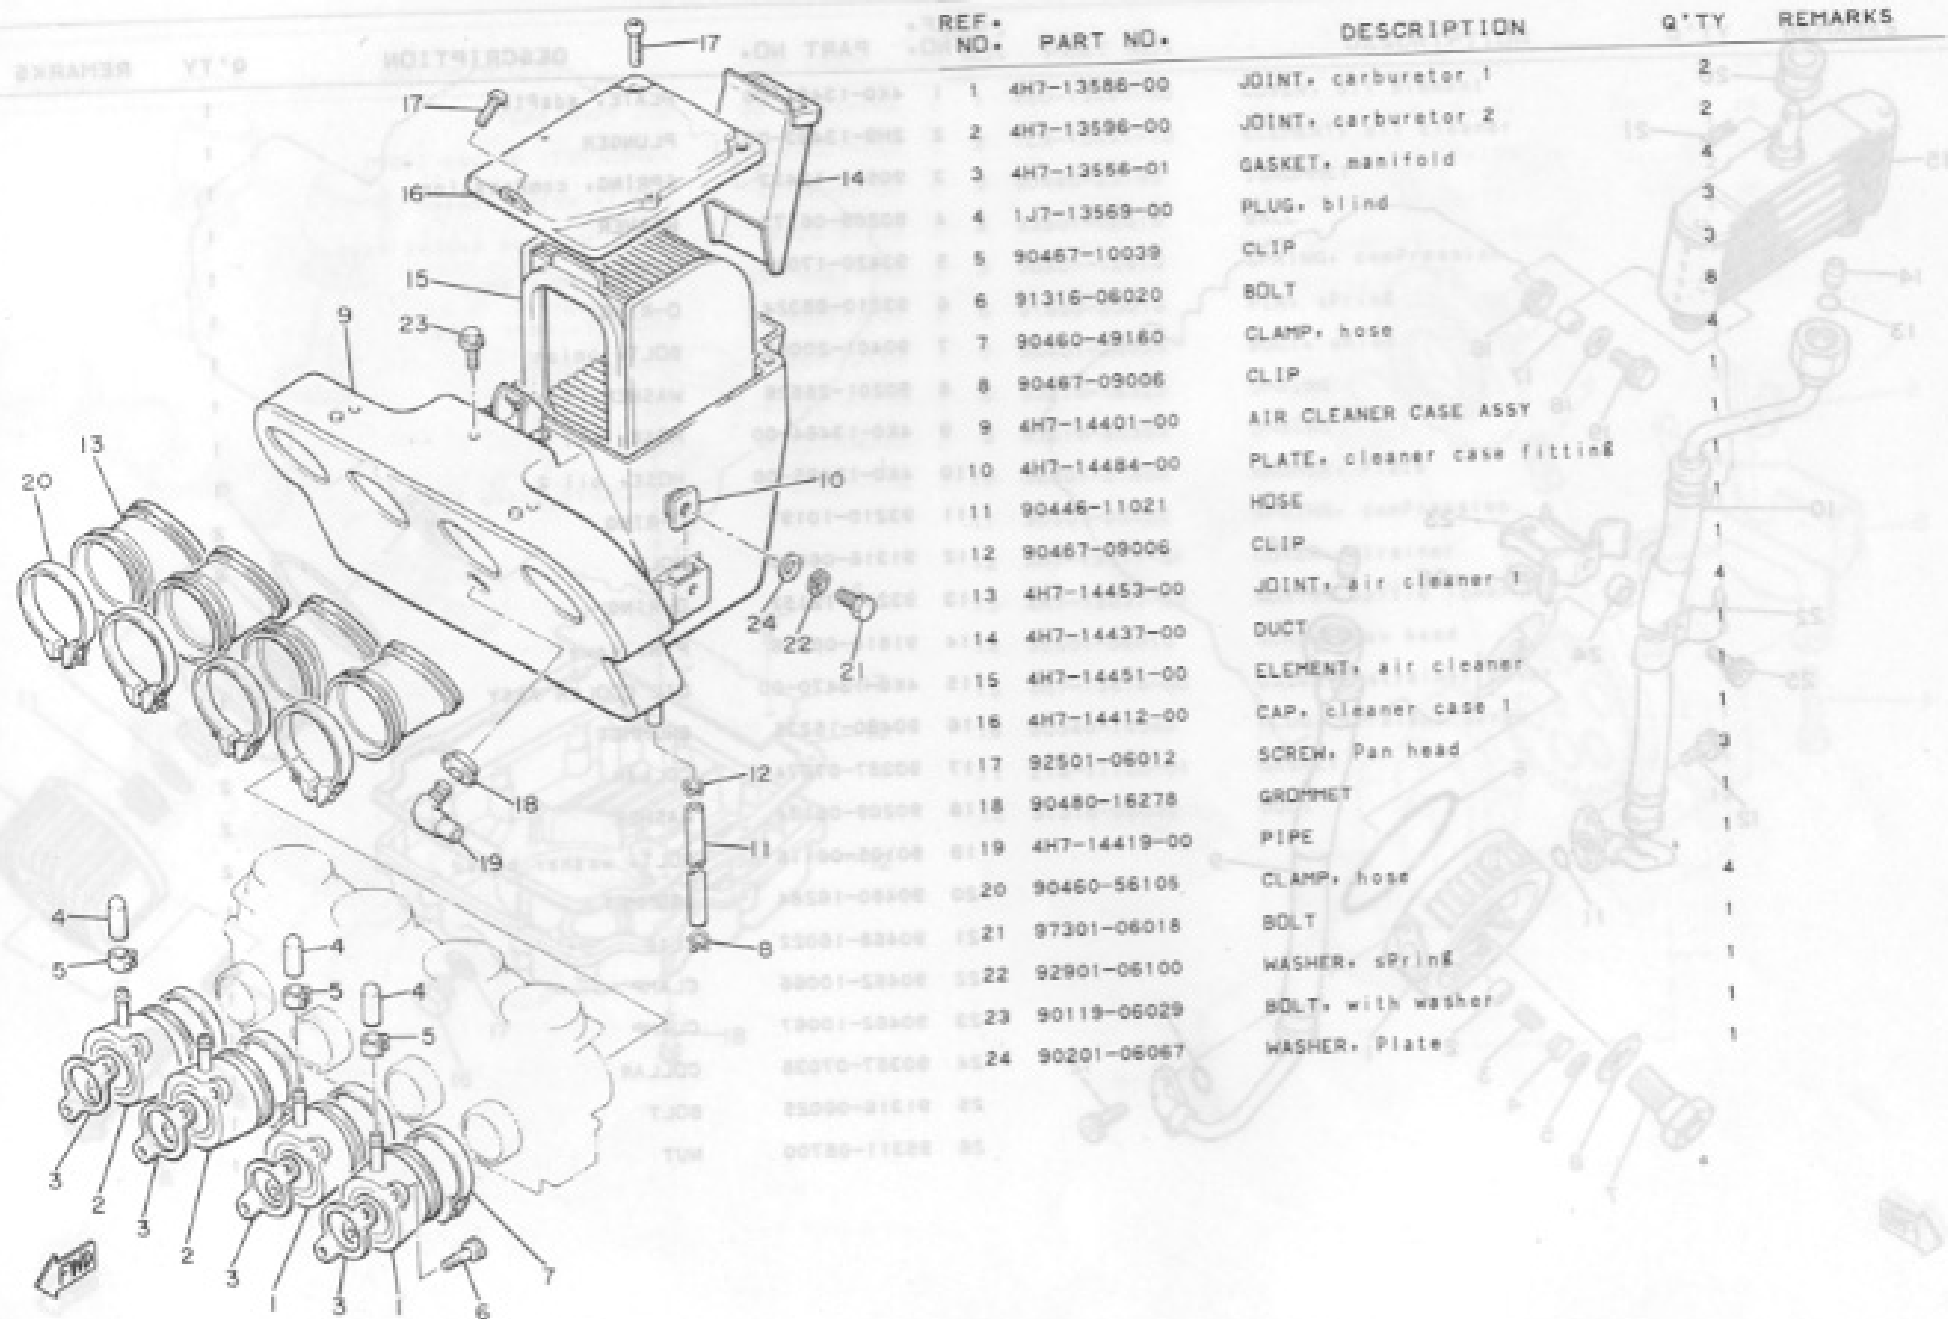 REF. NO. PART NO. DESCRIPTION Q'TY REMARKS
1 4H7-13586-00 JOINT, carburetor 1 2
2 4H7-13596-00 JOINT, carburetor 2 2
3 4H7-13556-01 GASKET, manifold 4
4 1J7-13569-00 PLUG, blind 3
5 90467-10039 CLIP 3
6 91316-06020 BOLT 8
7 90460-49160 CLAMP, hose 4
8 90467-09006 CLIP 1
9 4H7-14401-00 AIR CLEANER CASE ASSY 1
10 4H7-14484-00 PLATE, cleaner case fitting 1
11 90446-11021 HOSE 1
12 90467-09006 CLIP 1
13 4H7-14453-00 JOINT, air cleaner 1 4
14 4H7-14437-00 DUCT 1
15 4H7-14451-00 ELEMENT, air cleaner 1
16 4H7-14412-00 CAP, cleaner case 1 1
17 92501-06012 SCREW, Pan head 3
18 90480-16278 GROMMET 1
19 4H7-14419-00 PIPE 1
20 90460-56105 CLAMP, hose 4
21 97301-06018 BOLT 1
22 92901-06100 WASHER, sPring 1
23 90119-06029 BOLT, with washer 1
24 90201-06067 WASHER, Plate 1
17
17
14
16
15
9
23
13
20
10
24
22
21
12
18
11
19
8
4
5
4
5
4
5
3
2
3
2
3
1
3
1
6
7
FWD